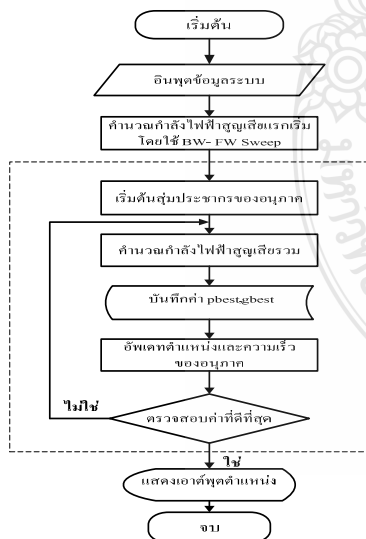 เริ่มต้น
อินพุตข้อมูลระบบ
คำนวณกำลังไฟฟ้าสูญเสียแรกเริ่ม
โดยใช้ BW- FW Sweep
เริ่มต้นสุ่มประชากรของอนุภาค
คำนวณกำลังไฟฟ้าสูญเสียรวม
บันทึกค่า pbest,gbest
อัพเดทตำแหน่งและความเร็ว
ของอนุภาค
ไม่ใช่
ตรวจสอบค่าที่ดีที่สุด
ใช่
แสดงเอาต์พุตตำแหน่ง
จบ